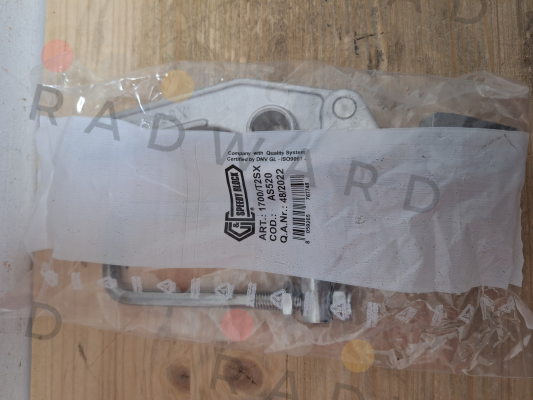 Company with Quality System
Certified by DNV GL - ISO9001
SPEEDY BLOCK
ART.: 1700/T2SX
COD.: AS520
Q.A.Nr.: 48/2022
RADWARD